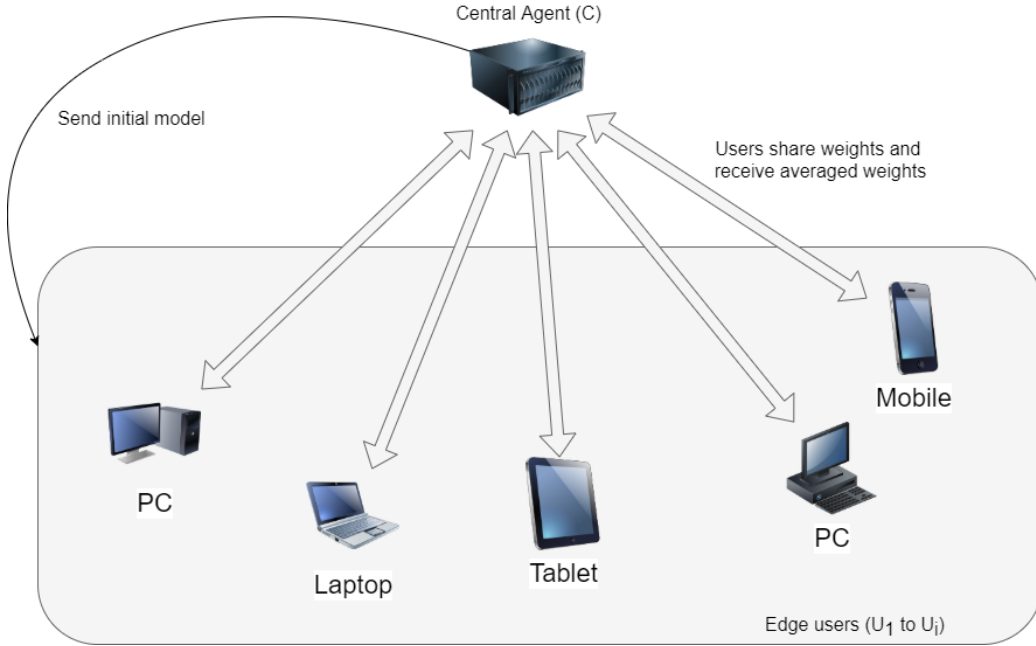 Central Agent (C)
Send initial model
Users share weights and
receive averaged weights
Mobile
PC
PC
Laptop
Tablet
Edge users (U1 to Ui)